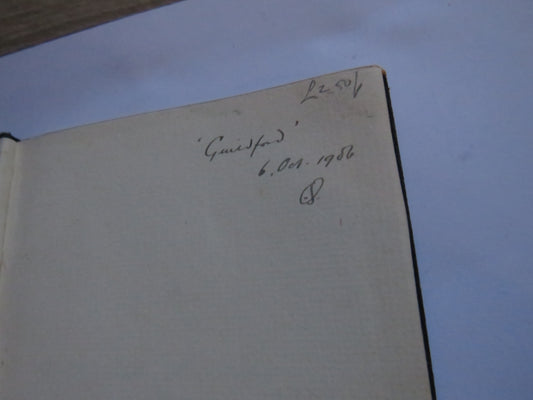 £2.50/
'Guildford'
6. Oct. 1986